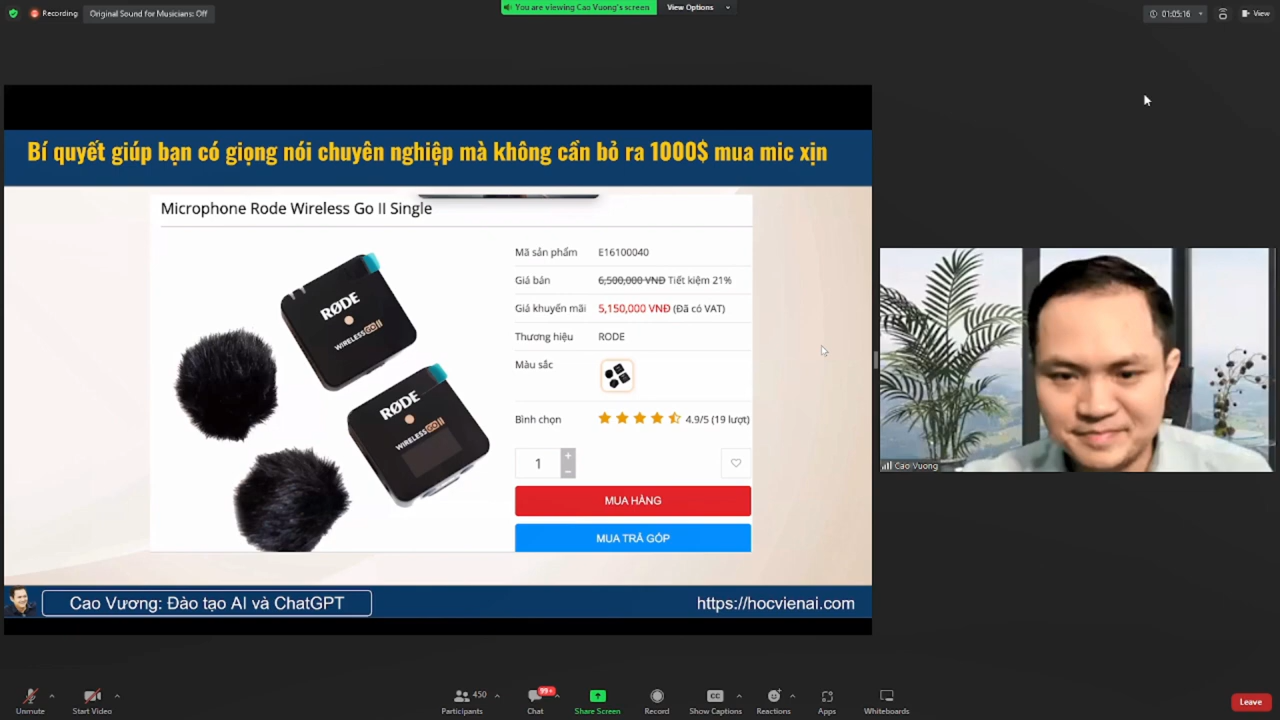 Recording
Original Sound for Musicians: Off
You are viewing Cao Vuong's screen
View Options
01:05:16
View
Bí quyết giúp bạn có giọng nói chuyên nghiệp mà không cần bỏ ra 1000$ mua mic xịn
Microphone Rode Wireless Go II Single
RØDE
WIRELESS GO II
RØDE
WIRELESS GO II
Mã sản phẩm E16100040
Giá bán 6,500,000 VNĐ Tiết kiệm 21%
Giá khuyến mãi 5,150,000 VNĐ (Đã có VAT)
Thương hiệu RODE
Màu sắc
Bình chọn 4.9/5 (19 lượt)
1
+
−
MUA HÀNG
MUA TRẢ GÓP
Cao Vuong
Cao Vương: Đào tạo AI và ChatGPT
https://hocvienai.com
Unmute
Start Video
450
Participants
99+
Chat
Share Screen
Record
CC
Show Captions
Reactions
Apps
Whiteboards
Leave